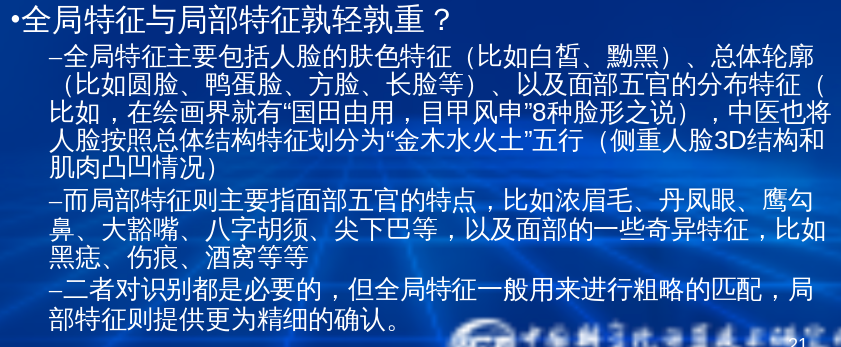 •全局特征与局部特征孰轻孰重？
–全局特征主要包括人脸的肤色特征（比如白皙、黝黑）、总体轮廓
（比如圆脸、鸭蛋脸、方脸、长脸等）、以及面部五官的分布特征（
比如，在绘画界就有“国田由用，目甲风申”8种脸形之说），中医也将
人脸按照总体结构特征划分为“金木水火土”五行（侧重人脸3D结构和
肌肉凸凹情况）
–而局部特征则主要指面部五官的特点，比如浓眉毛、丹凤眼、鹰勾
鼻、大豁嘴、八字胡须、尖下巴等，以及面部的一些奇异特征，比如
黑痣、伤痕、酒窝等等
–二者对识别都是必要的，但全局特征一般用来进行粗略的匹配，局
部特征则提供更为精细的确认。
21